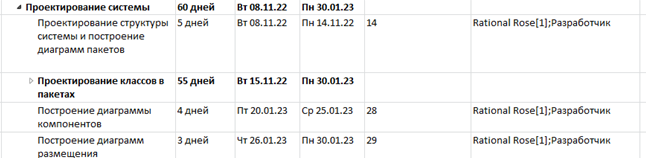 Проектирование системы 60 дней Вт 08.11.22 Пн 30.01.23
Проектирование структуры 5 дней Вт 08.11.22 Пн 14.11.22 14 Rational Rose[1];Разработчик
системы и построение
диаграмм пакетов
Проектирование классов в 55 дней Вт 15.11.22 Пн 30.01.23
пакетах
Построение диаграммы 4 дней Пт 20.01.23 Ср 25.01.23 28 Rational Rose[1];Разработчик
компонентов
Построение диаграмм 3 дней Чт 26.01.23 Пн 30.01.23 29 Rational Rose[1];Разработчик
размещения